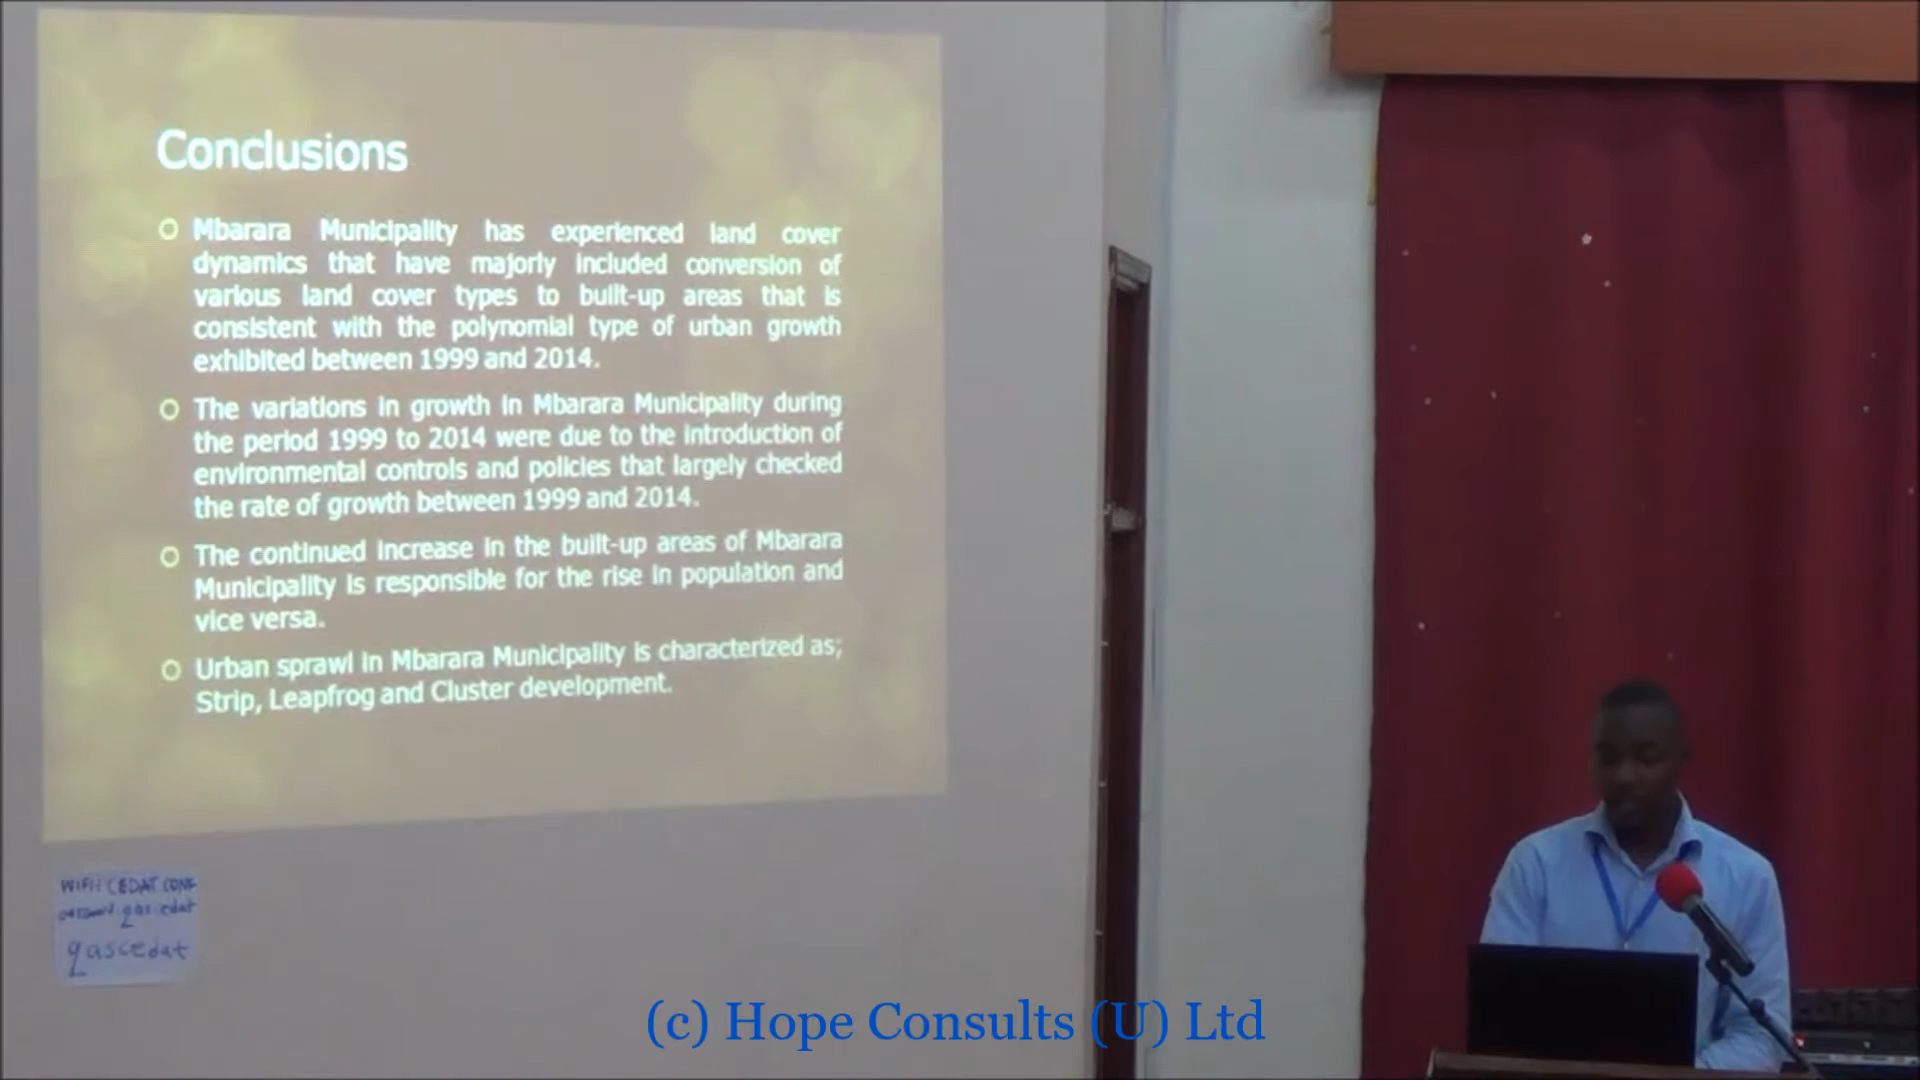 Conclusions
Mbarara Municipality has experienced land cover
dynamics that have majorly included conversion of
various land cover types to built-up areas that is
consistent with the polynomial type of urban growth
exhibited between 1999 and 2014.
The variations in growth in Mbarara Municipality during
the period 1999 to 2014 were due to the introduction of
environmental controls and policies that largely checked
the rate of growth between 1999 and 2014.
The continued increase in the built-up areas of Mbarara
Municipality is responsible for the rise in population and
vice versa.
Urban sprawl in Mbarara Municipality is characterized as;
Strip, Leapfrog and Cluster development.
CEDAT CONF
qascedat
(c) Hope Consults (U) Ltd